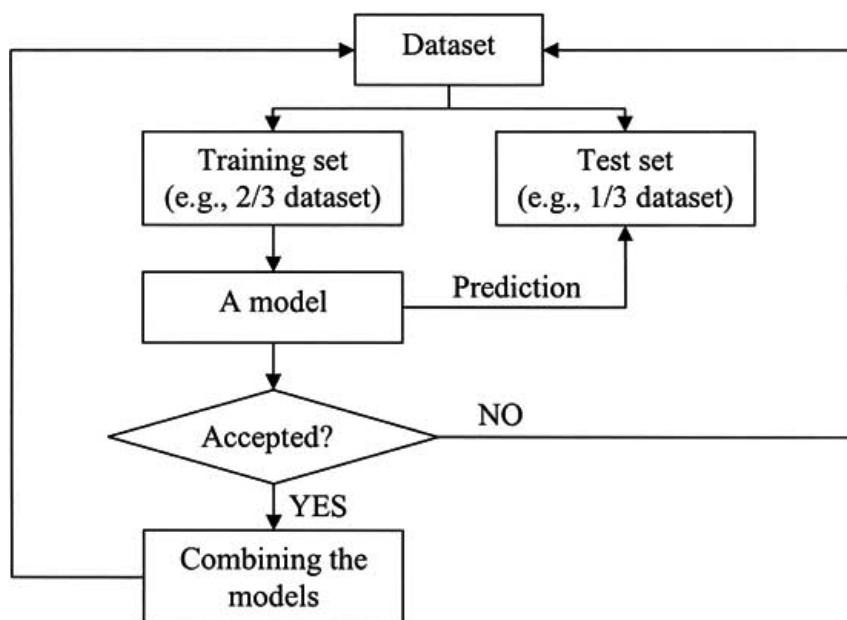 Dataset
Training set
(e.g., 2/3 dataset)
Test set
(e.g., 1/3 dataset)
A model
Prediction
Accepted?
NO
YES
Combining the
models